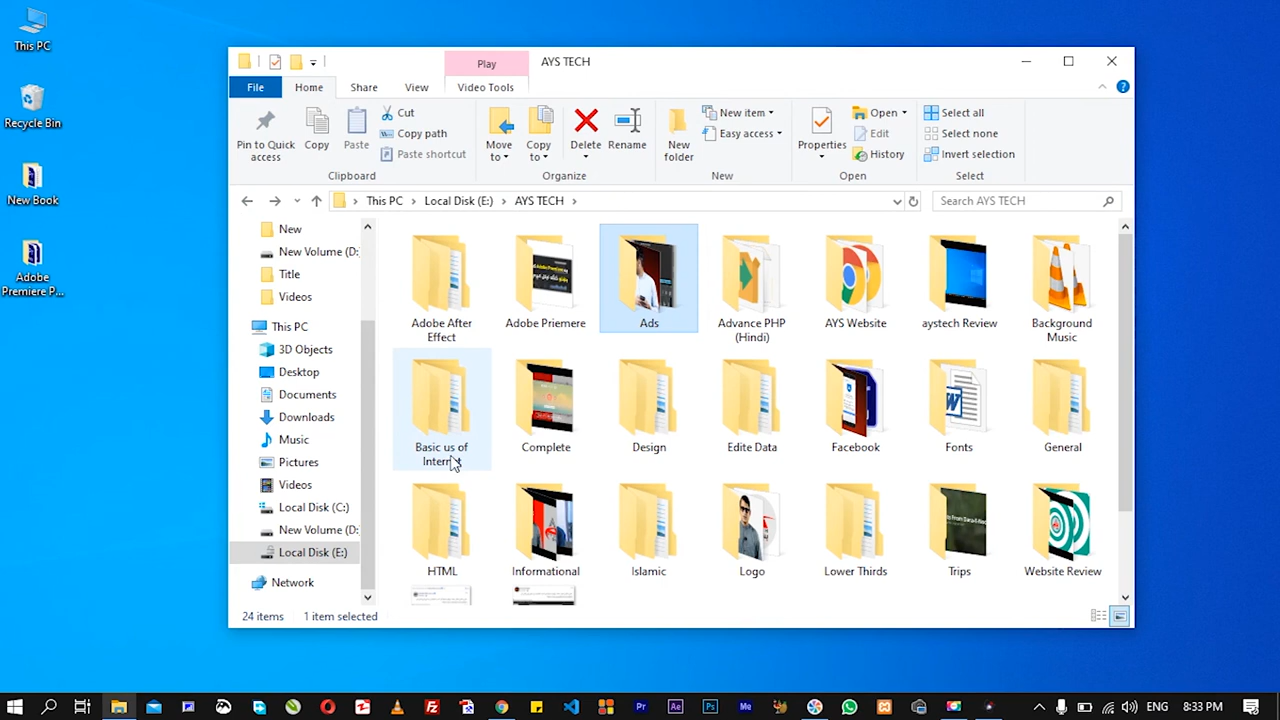 This PC
Recycle Bin
New Book
Adobe
Premiere P...
Play
AYS TECH
File
Home
Share
View
Video Tools
Pin to Quick
access
Copy
Paste
Cut
Copy path
Paste shortcut
Clipboard
Move
to
Copy
to
Delete
Rename
Organize
New
folder
New item
Easy access
New
Properties
Open
Edit
History
Open
Select all
Select none
Invert selection
Select
This PC > Local Disk (E:) > AYS TECH >
Search AYS TECH
New
New Volume (D:
Title
Videos
This PC
3D Objects
Desktop
Documents
Downloads
Music
Pictures
Videos
Local Disk (C:)
New Volume (D:
Local Disk (E:)
Network
Adobe After
Effect
Adobe Priemere
Ads
Advance PHP
(Hindi)
AYS Website
aystech Review
Background
Music
Basic us of
Internet
Complete
Design
Edite Data
Facebook
Fonts
General
HTML
Informational
Islamic
Logo
Lower Thirds
Trips
Website Review
24 items
1 item selected
Pr
Ae
Ps
Me
ENG
8:33 PM